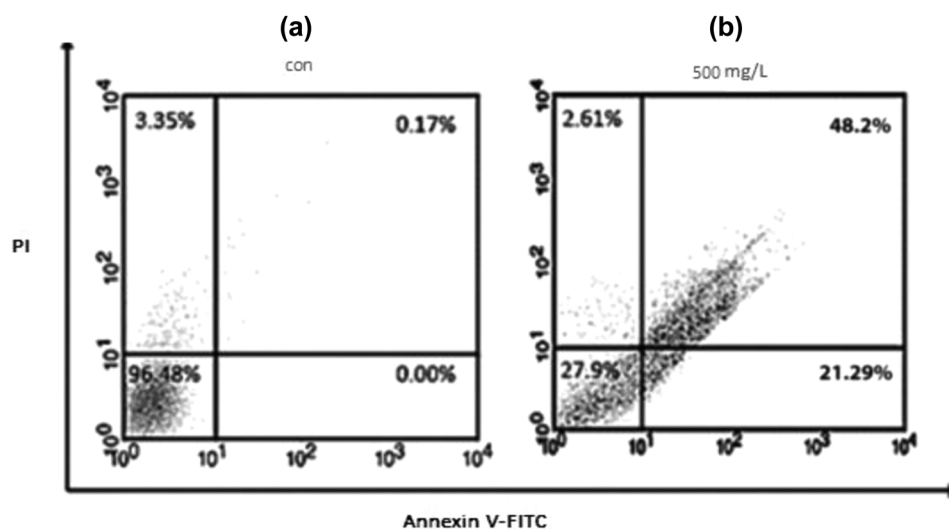 (a) (b)
con 500 mg/L
10⁴ 10⁴
3.35% 0.17% 2.61% 48.2%
10³ 10³
PI
10² 10²
10¹ 10¹
96.48% 0.00% 27.9% 21.29%
10⁰ 10⁰
10⁰ 10¹ 10² 10³ 10⁴ 10⁰ 10¹ 10² 10³ 10⁴
Annexin V-FITC